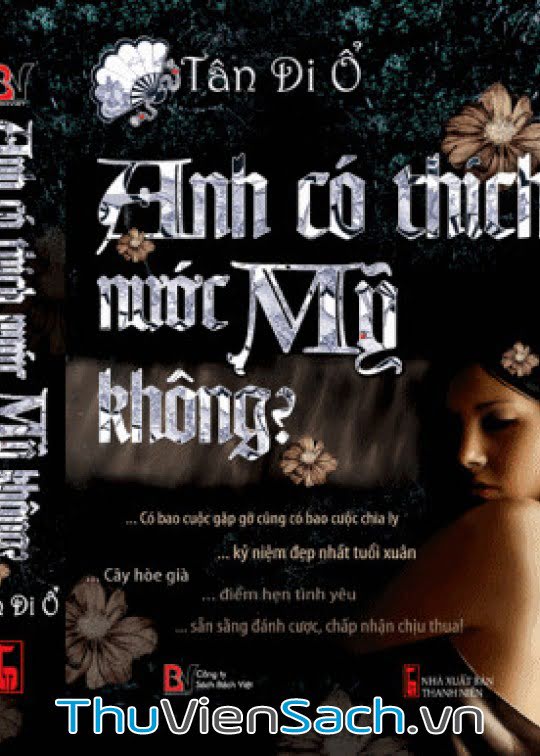 Tân Di Ổ
Anh có thích
nước Mỹ
không?
... Có bao cuộc gặp gỡ cũng có bao cuộc chia ly
... kỷ niệm đẹp nhất tuổi xuân
... Cây hòe già
... điểm hẹn tình yêu
... sẵn sàng đánh cược, chấp nhận chịu thua!
BV
Công ty
Sách Bách Việt
NHÀ XUẤT BẢN
THANH NIÊN
BV
Anh có thích nước Mỹ không?
Di Ổ
ThuVienSach.vn